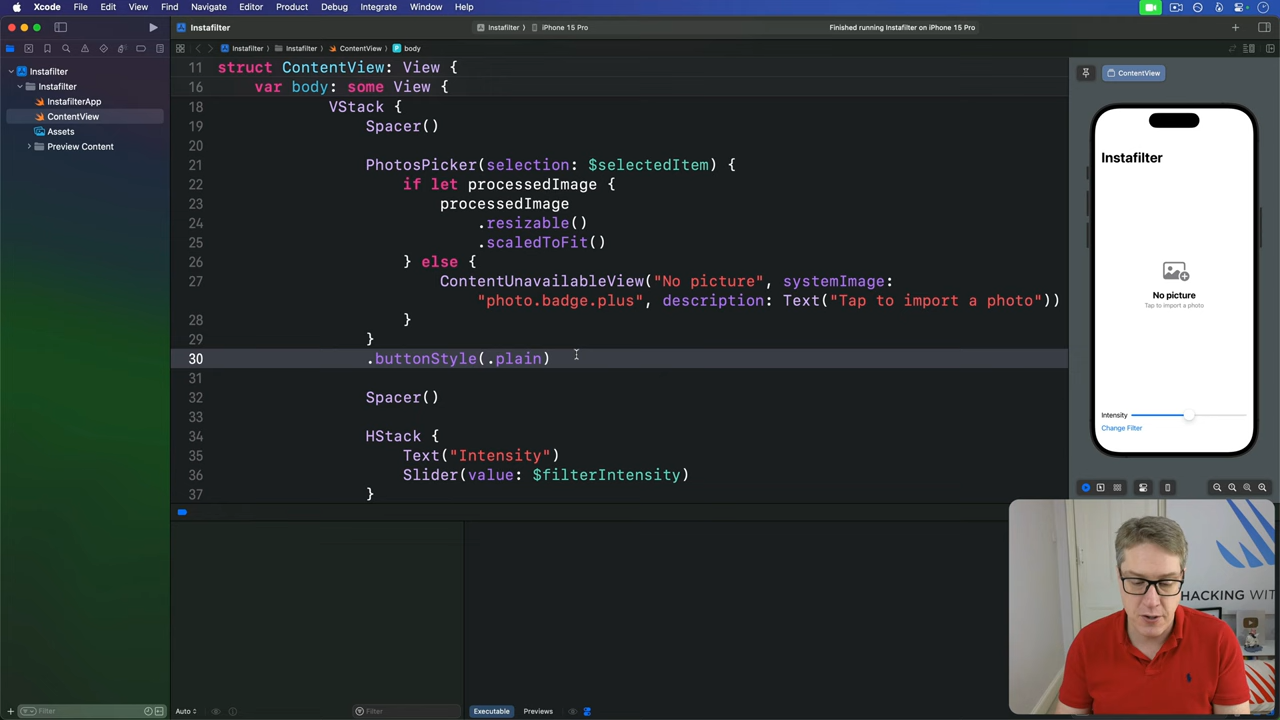 Xcode File Edit View Find Navigate Editor Product Debug Integrate Window Help
Instafilter
Instafilter 〉 iPhone 15 Pro
Finished running Instafilter on iPhone 15 Pro
Instafilter 〉 Instafilter 〉 ContentView 〉 P body
Instafilter
Instafilter
InstafilterApp
ContentView
Assets
Preview Content
11 struct ContentView: View {
16 var body: some View {
18 VStack {
19 Spacer()
20
21 PhotosPicker(selection: $selectedItem) {
22 if let processedImage {
23 processedImage
24 .resizable()
25 .scaledToFit()
26 } else {
27 ContentUnavailableView("No picture", systemImage:
"photo.badge.plus", description: Text("Tap to import a photo"))
28 }
29 }
30 .buttonStyle(.plain)
31
32 Spacer()
33
34 HStack {
35 Text("Intensity")
36 Slider(value: $filterIntensity)
37 }
ContentView
Instafilter
No picture
Tap to import a photo
Intensity
Change Filter
HACKING WIT
Filter
Auto
Filter
Executable
Previews